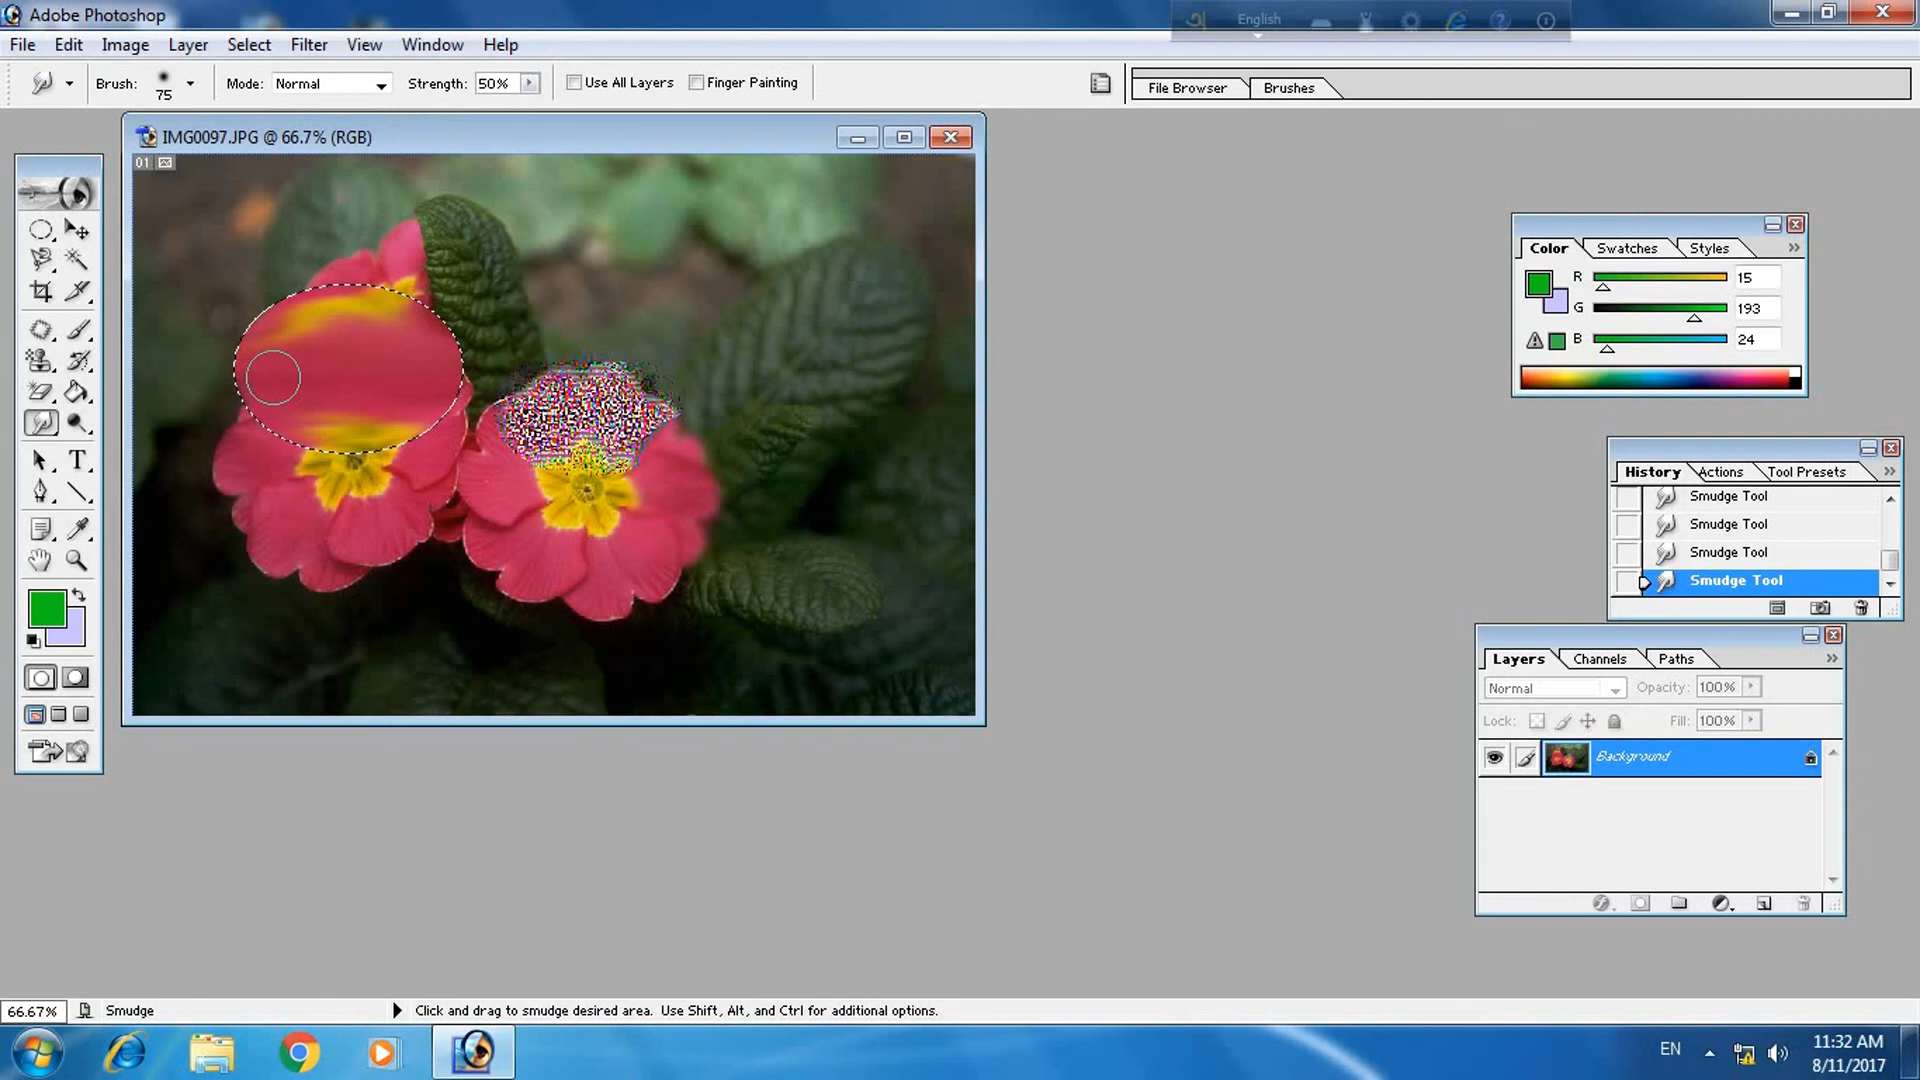 Adobe Photoshop
English
File Edit Image Layer Select Filter View Window Help
Brush: 75 Mode: Normal Strength: 50% Use All Layers Finger Painting
File Browser Brushes
IMG0097.JPG @ 66.7% (RGB)
01
Color Swatches Styles
R 15
G 193
B 24
History Actions Tool Presets
Smudge Tool
Smudge Tool
Smudge Tool
Smudge Tool
Layers Channels Paths
Normal Opacity: 100%
Lock: Fill: 100%
Background
66.67% Smudge Click and drag to smudge desired area. Use Shift, Alt, and Ctrl for additional options.
EN 11:32 AM
8/11/2017